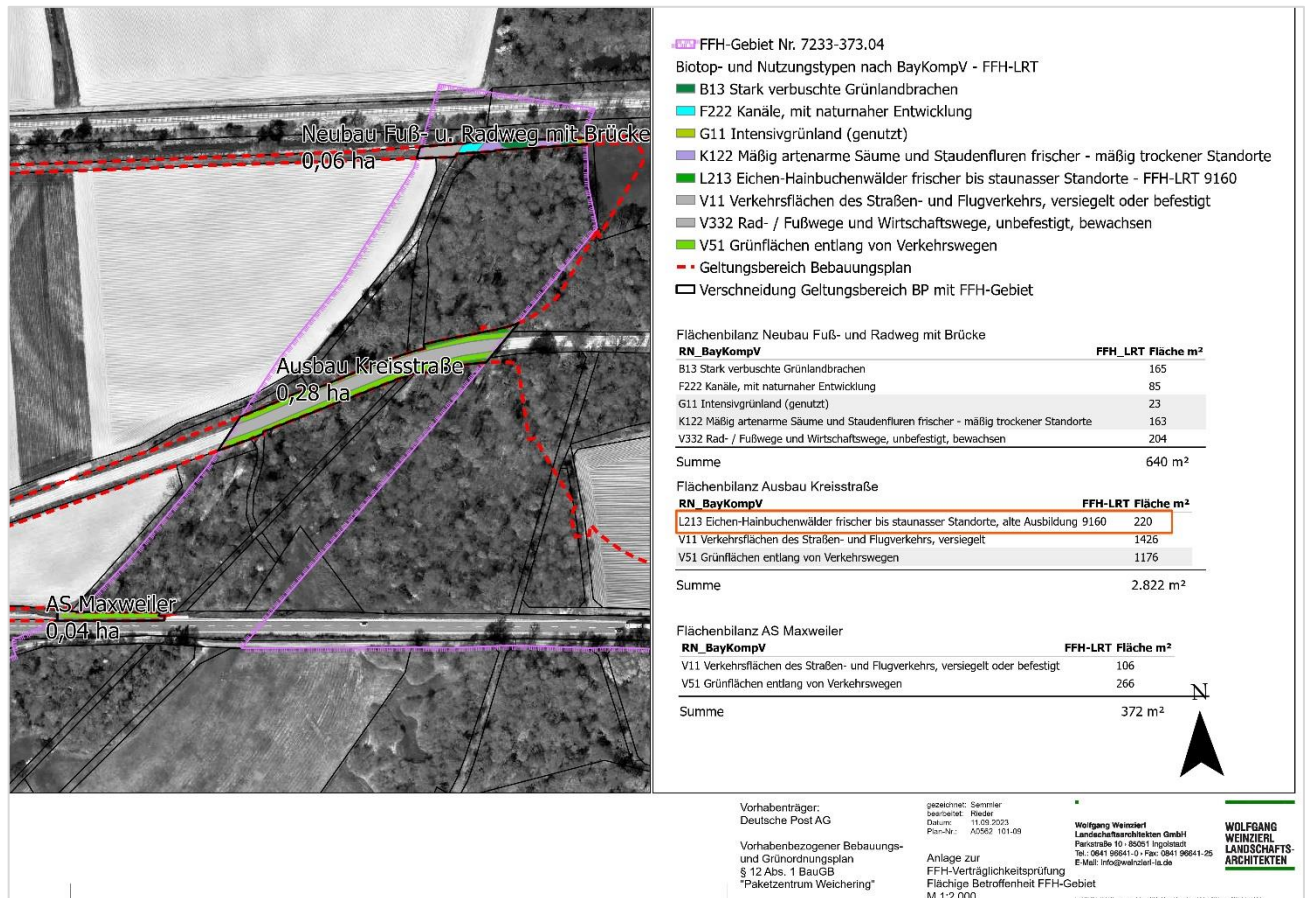 Neubau Fuß- u. Radweg mit Brücke
0,06 ha
Ausbau Kreisstraße
0,28 ha
AS Maxweiler
0,04 ha
FFH-Gebiet Nr. 7233-373.04
Biotop- und Nutzungstypen nach BayKompV - FFH-LRT
B13 Stark verbuschte Grünlandbrachen
F222 Kanäle, mit naturnaher Entwicklung
G11 Intensivgrünland (genutzt)
K122 Mäßig artenarme Säume und Staudenfluren frischer - mäßig trockener Standorte
L213 Eichen-Hainbuchenwälder frischer bis staunasser Standorte - FFH-LRT 9160
V11 Verkehrsflächen des Straßen- und Flugverkehrs, versiegelt oder befestigt
V332 Rad- / Fußwege und Wirtschaftswege, unbefestigt, bewachsen
V51 Grünflächen entlang von Verkehrswegen
Geltungsbereich Bebauungsplan
Verschneidung Geltungsbereich BP mit FFH-Gebiet
Flächenbilanz Neubau Fuß- und Radweg mit Brücke
RN_BayKompV FFH_LRT Fläche m²
B13 Stark verbuschte Grünlandbrachen 165
F222 Kanäle, mit naturnaher Entwicklung 85
G11 Intensivgrünland (genutzt) 23
K122 Mäßig artenarme Säume und Staudenfluren frischer - mäßig trockener Standorte 163
V332 Rad- / Fußwege und Wirtschaftswege, unbefestigt, bewachsen 204
Summe 640 m²
Flächenbilanz Ausbau Kreisstraße
RN_BayKompV FFH-LRT Fläche m²
L213 Eichen-Hainbuchenwälder frischer bis staunasser Standorte, alte Ausbildung 9160 220
V11 Verkehrsflächen des Straßen- und Flugverkehrs, versiegelt 1426
V51 Grünflächen entlang von Verkehrswegen 1176
Summe 2.822 m²
Flächenbilanz AS Maxweiler
RN_BayKompV FFH-LRT Fläche m²
V11 Verkehrsflächen des Straßen- und Flugverkehrs, versiegelt oder befestigt 106
V51 Grünflächen entlang von Verkehrswegen 266
Summe 372 m²
N
Vorhabenträger:
Deutsche Post AG
Vorhabenbezogener Bebauungs-
und Grünordnungsplan
§ 12 Abs. 1 BauGB
"Paketzentrum Weichering"
gezeichnet: Semmler
bearbeitet: Rieder
Datum: 11.09.2023
Plan-Nr.: A0562 101-09
Anlage zur
FFH-Verträglichkeitsprüfung
Flächige Betroffenheit FFH-Gebiet
M 1:2.000
Wolfgang Weinzierl
Landschaftsarchitekten GmbH
Parkstraße 10 · 85051 Ingolstadt
Tel.: 0841 96641-0 · Fax: 0841 96641-25
E-Mail: info@weinzierl-la.de
WOLFGANG
WEINZIERL
LANDSCHAFTS-
ARCHITEKTEN